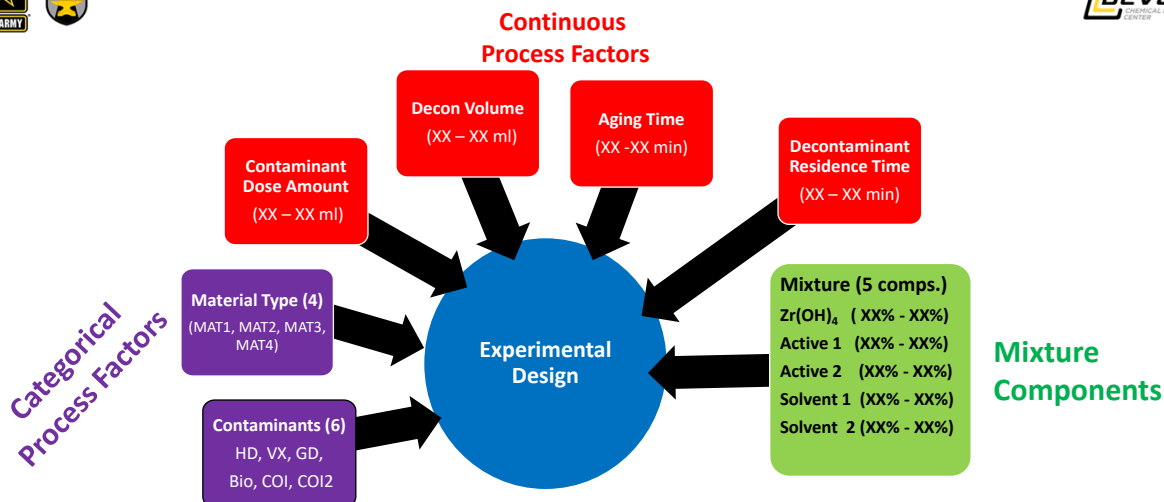 ARMY
CHEMICAL
CENTER
Continuous
Process Factors
Decon Volume
(XX – XX ml)
Aging Time
(XX -XX min)
Contaminant
Dose Amount
(XX – XX ml)
Decontaminant
Residence Time
(XX – XX min)
Material Type (4)
(MAT1, MAT2, MAT3,
MAT4)
Categorical
Process Factors
Contaminants (6)
HD, VX, GD,
Bio, COI, COI2
Experimental
Design
Mixture (5 comps.)
Zr(OH)₄ ( XX% - XX%)
Active 1 (XX% - XX%)
Active 2 (XX% - XX%)
Solvent 1 (XX% - XX%)
Solvent 2 (XX% - XX%)
Mixture
Components